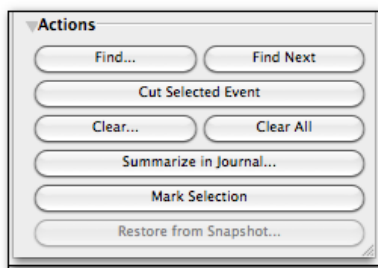 Actions
Find... Find Next
Cut Selected Event
Clear... Clear All
Summarize in Journal...
Mark Selection
Restore from Snapshot...